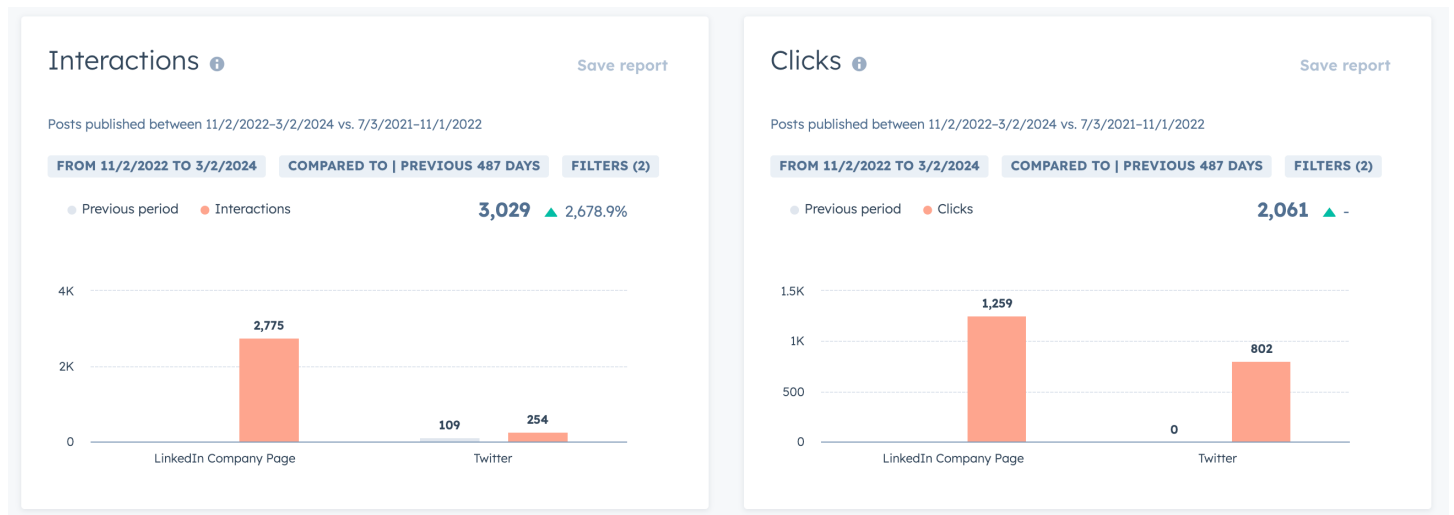 Interactions
Save report
Posts published between 11/2/2022–3/2/2024 vs. 7/3/2021–11/1/2022
FROM 11/2/2022 TO 3/2/2024 COMPARED TO | PREVIOUS 487 DAYS FILTERS (2)
Previous period Interactions 3,029 2,678.9%
4K
2,775
2K
254
109
0
LinkedIn Company Page Twitter
Clicks
Save report
Posts published between 11/2/2022–3/2/2024 vs. 7/3/2021–11/1/2022
FROM 11/2/2022 TO 3/2/2024 COMPARED TO | PREVIOUS 487 DAYS FILTERS (2)
Previous period Clicks 2,061 -
1.5K
1,259
1K
802
500
0
0
LinkedIn Company Page Twitter